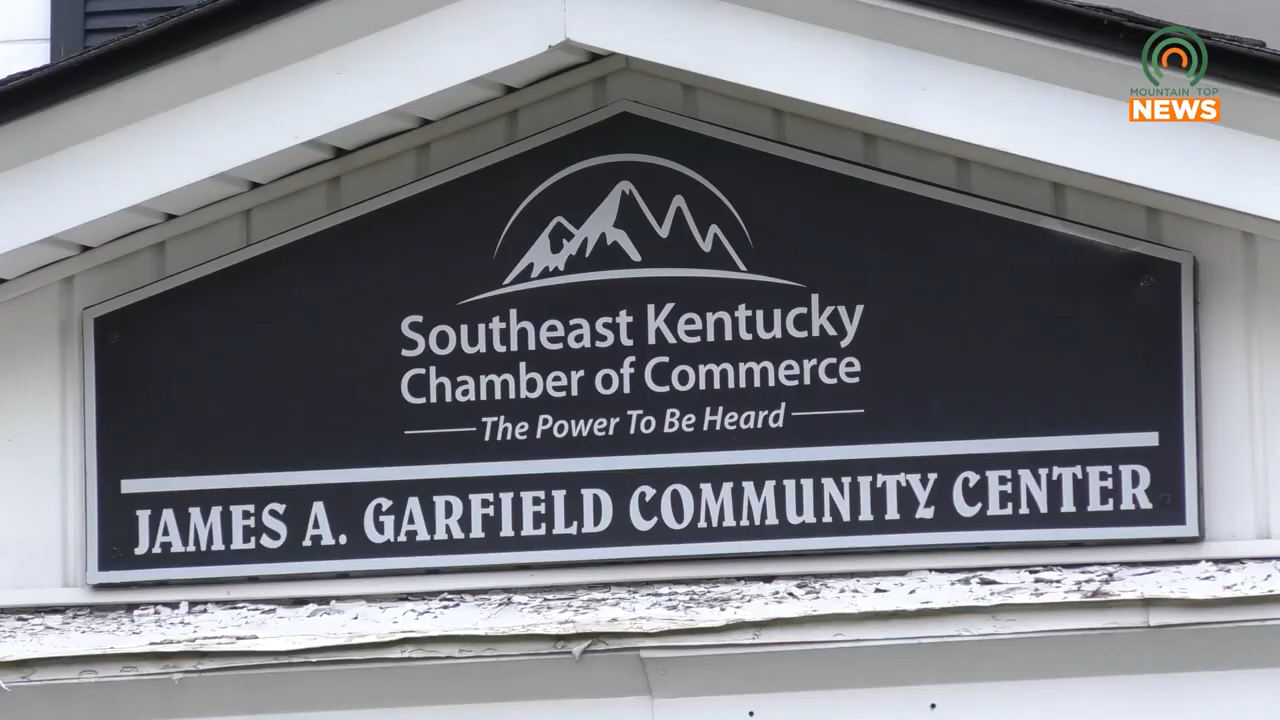 MOUNTAIN TOP
NEWS
Southeast Kentucky
Chamber of Commerce
The Power To Be Heard
JAMES A. GARFIELD COMMUNITY CENTER